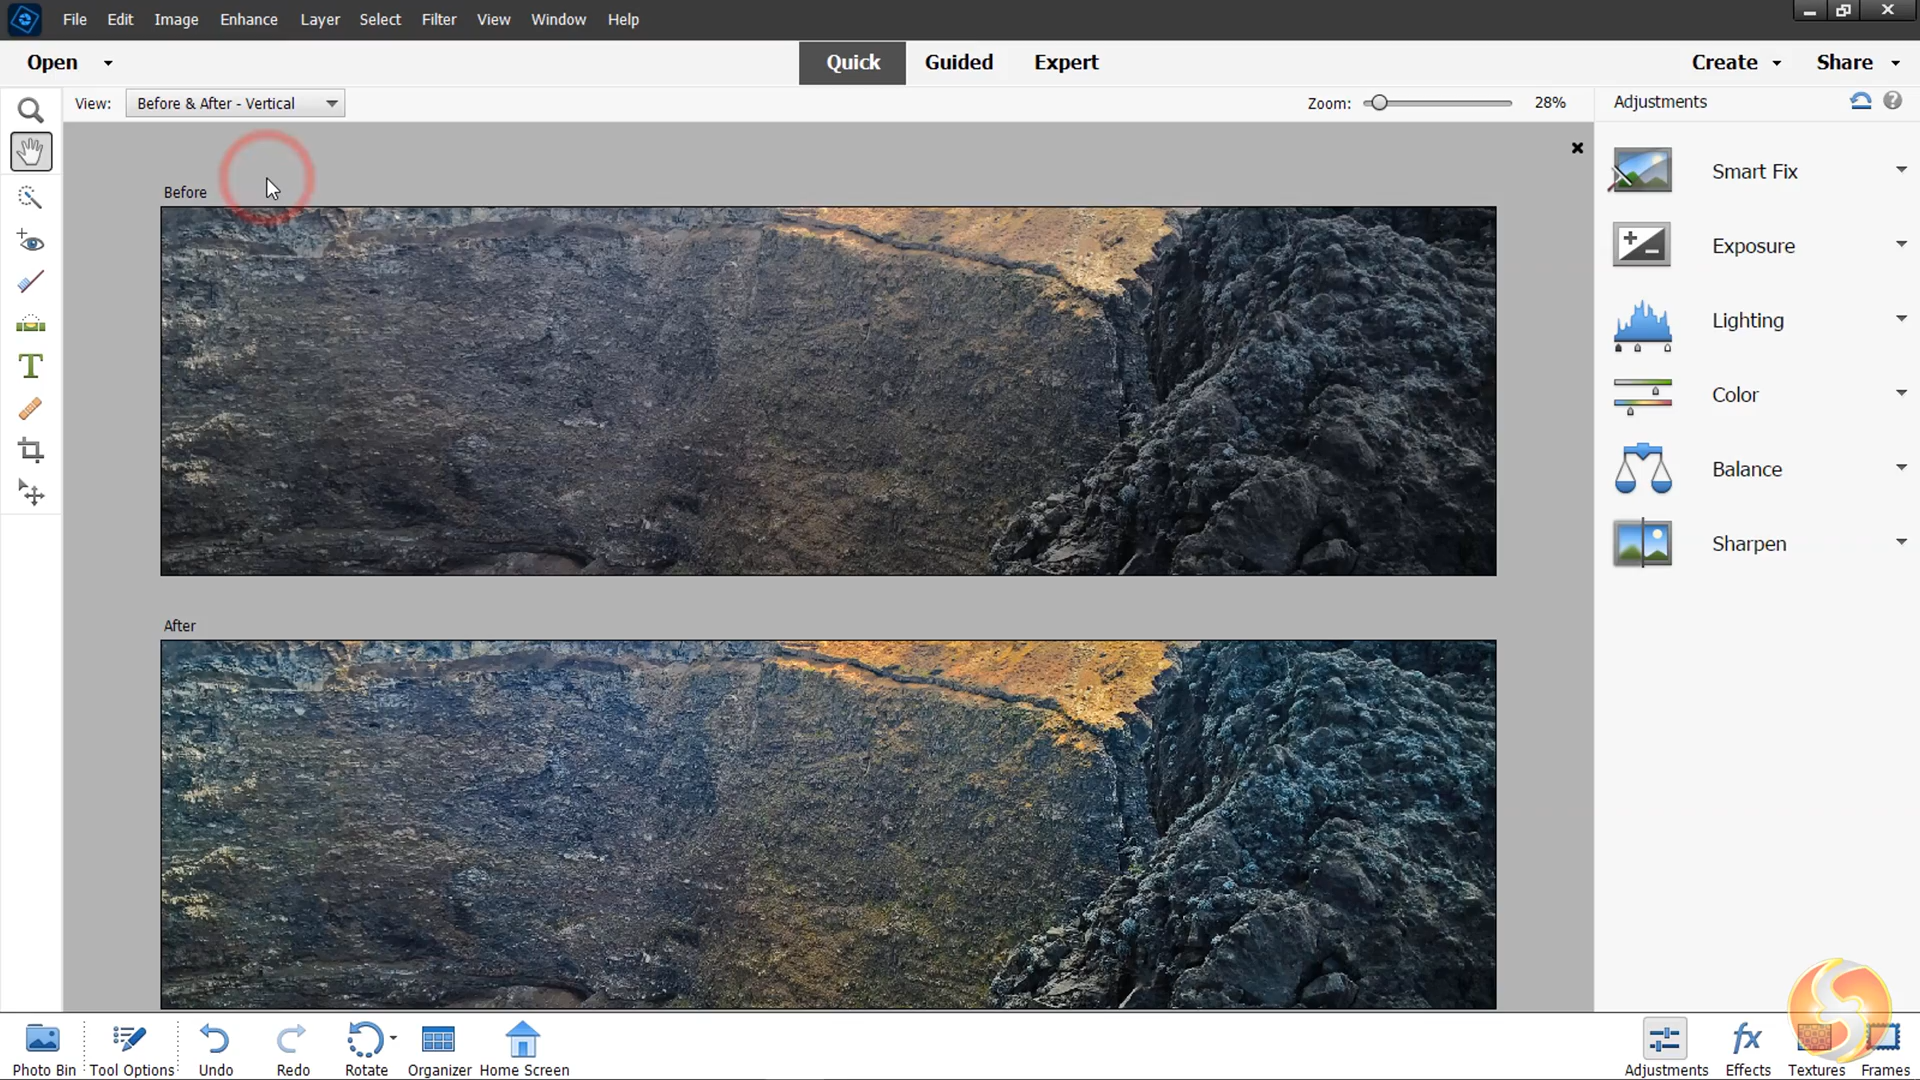 File Edit Image Enhance Layer Select Filter View Window Help
Open Quick Guided Expert Create Share
View: Before & After - Vertical Zoom: 28% Adjustments
Before
After
Smart Fix
Exposure
Lighting
Color
Balance
Sharpen
Photo Bin Tool Options Undo Redo Rotate Organizer Home Screen Adjustments Effects Textures Frames